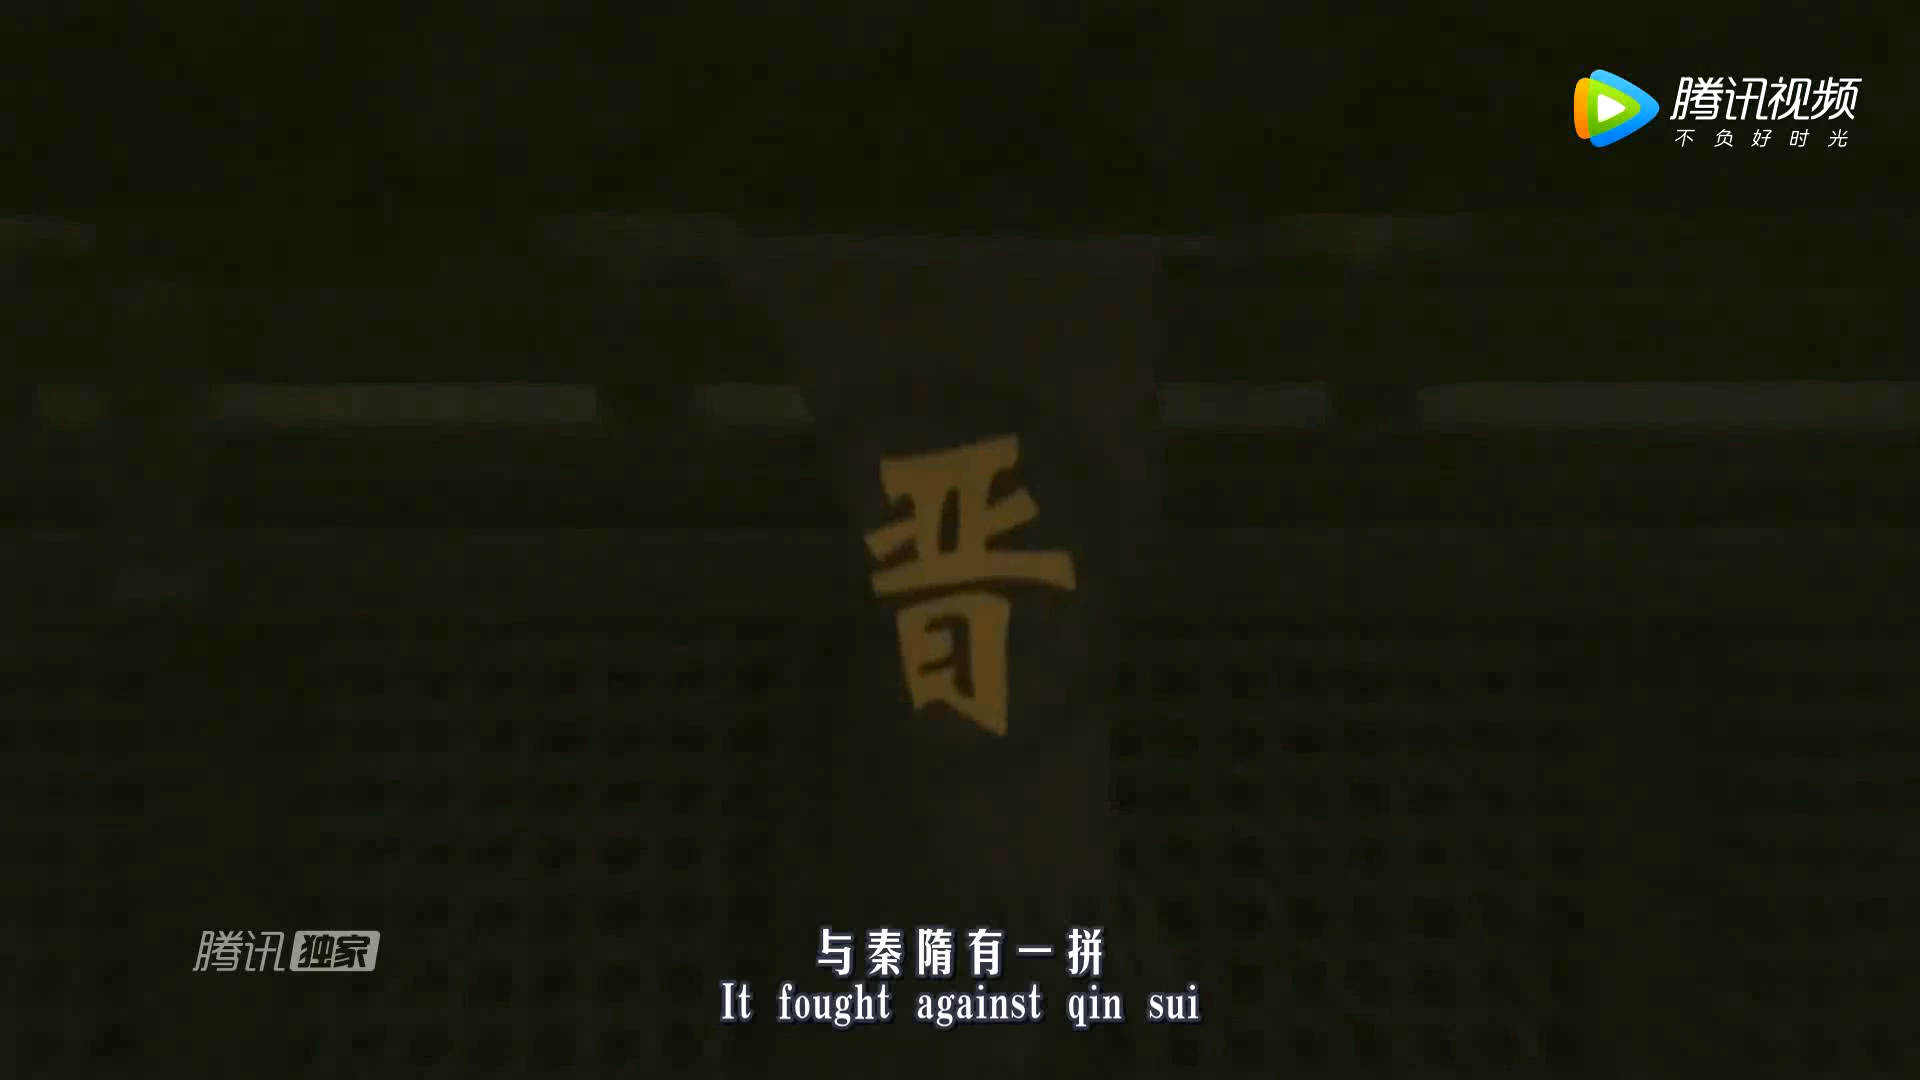 腾讯视频
不负好时光
晋
腾讯独家
与秦隋有一拼
It fought against qin sui